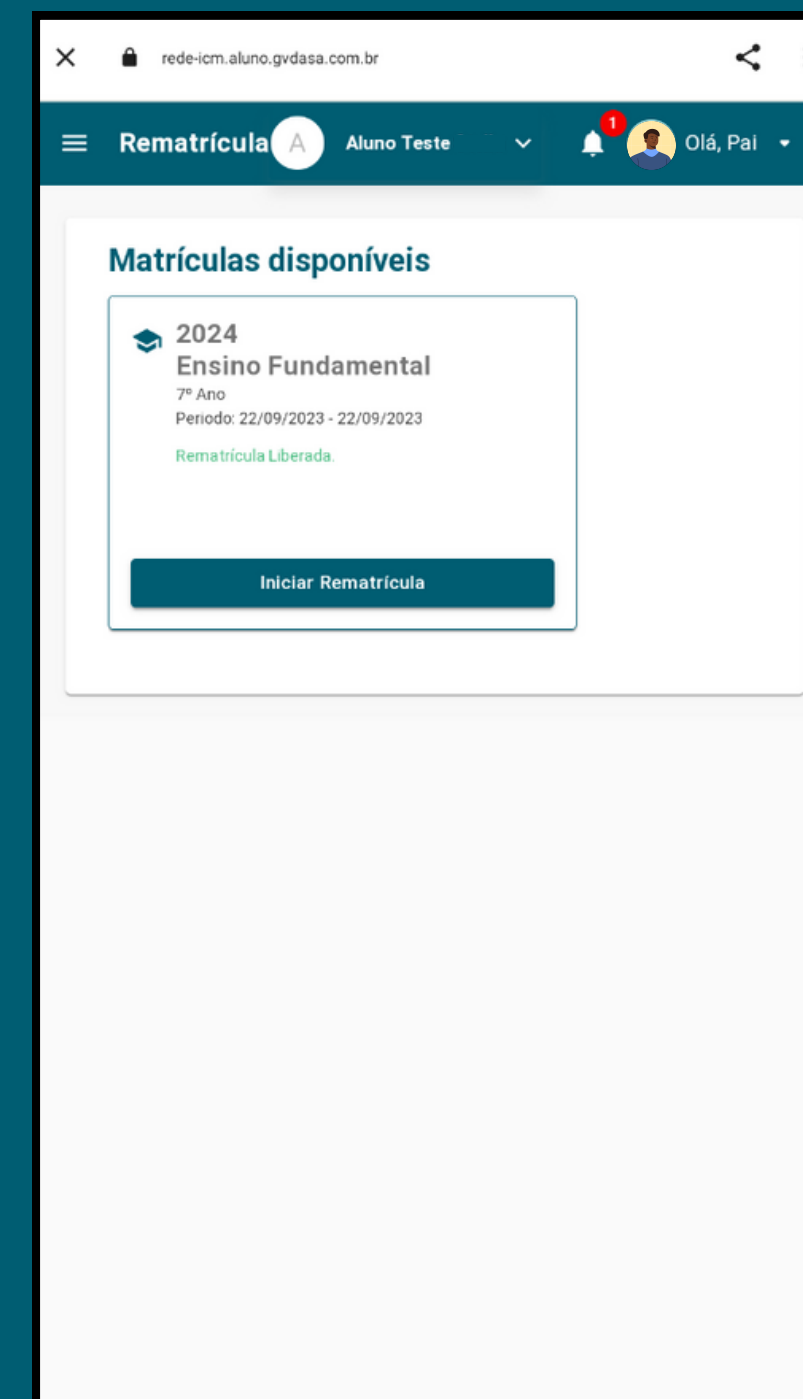 rede-icm.aluno.gvdasa.com.br
Rematrícula A Aluno Teste 1 Olá, Pai
Matrículas disponíveis
2024
Ensino Fundamental
7º Ano
Periodo: 22/09/2023 - 22/09/2023
Rematrícula Liberada.
Iniciar Rematrícula